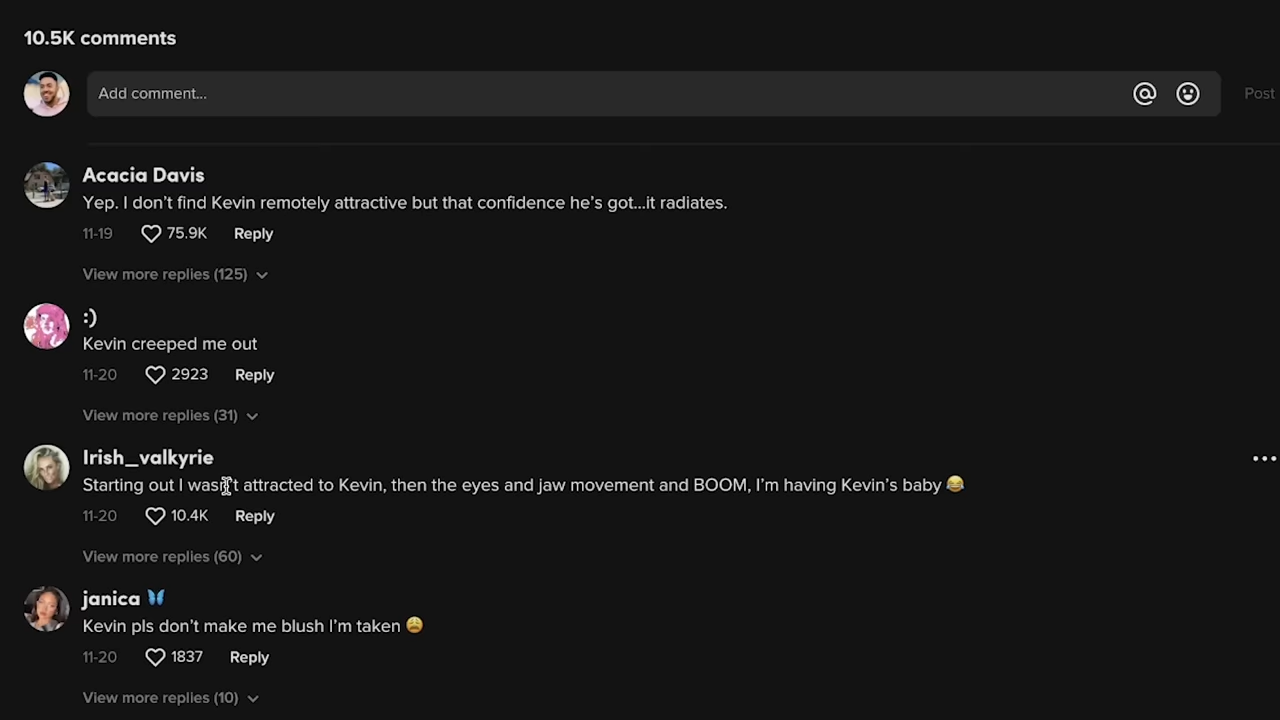 10.5K comments
Add comment...
Post
Acacia Davis
Yep. I don’t find Kevin remotely attractive but that confidence he’s got...it radiates.
11-19 75.9K Reply
View more replies (125)
:)
Kevin creeped me out
11-20 2923 Reply
View more replies (31)
Irish_valkyrie
Starting out I wasn’t attracted to Kevin, then the eyes and jaw movement and BOOM, I’m having Kevin’s baby 😂
11-20 10.4K Reply
View more replies (60)
janica 🦋
Kevin pls don’t make me blush I’m taken 😩
11-20 1837 Reply
View more replies (10)